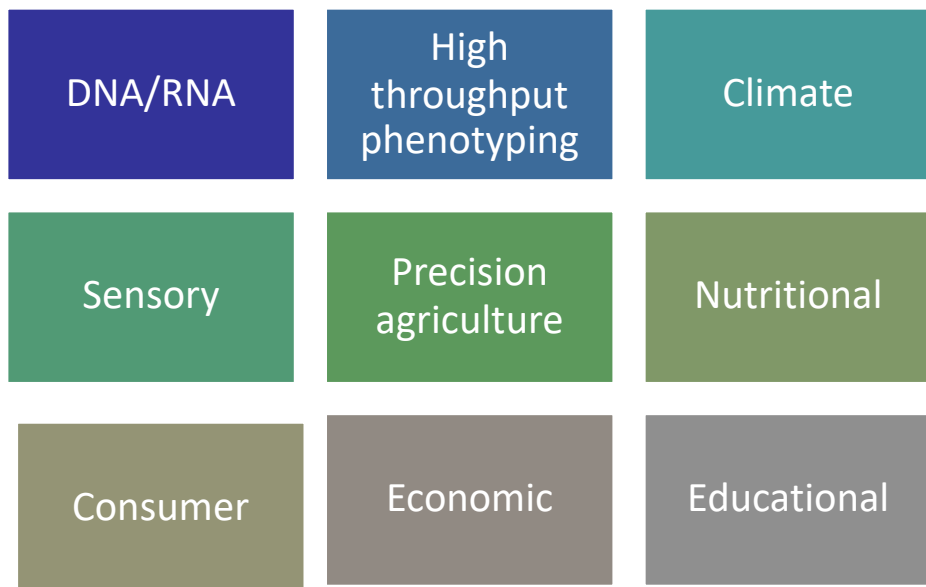 DNA/RNA
High
throughput
phenotyping
Climate
Sensory
Precision
agriculture
Nutritional
Consumer
Economic
Educational